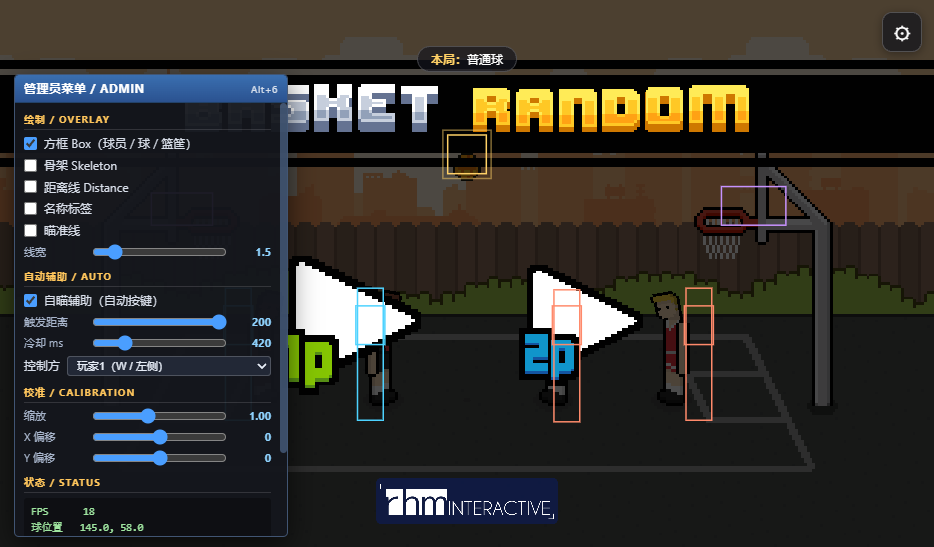 本局：普通球
管理员菜单 / ADMIN
Alt+6
BASKET RANDOM
绘制 / OVERLAY
方框 Box（球员 / 球 / 篮筐）
骨架 Skeleton
距离线 Distance
名称标签
瞄准线
线宽 1.5
自动辅助 / AUTO
自瞄辅助（自动按键）
触发距离 200
冷却 ms 420
控制方 玩家1（W / 左侧）
校准 / CALIBRATION
缩放 1.00
X 偏移 0
Y 偏移 0
状态 / STATUS
FPS 18
球位置 145.0, 58.0
2p
rhm INTERACTIVE